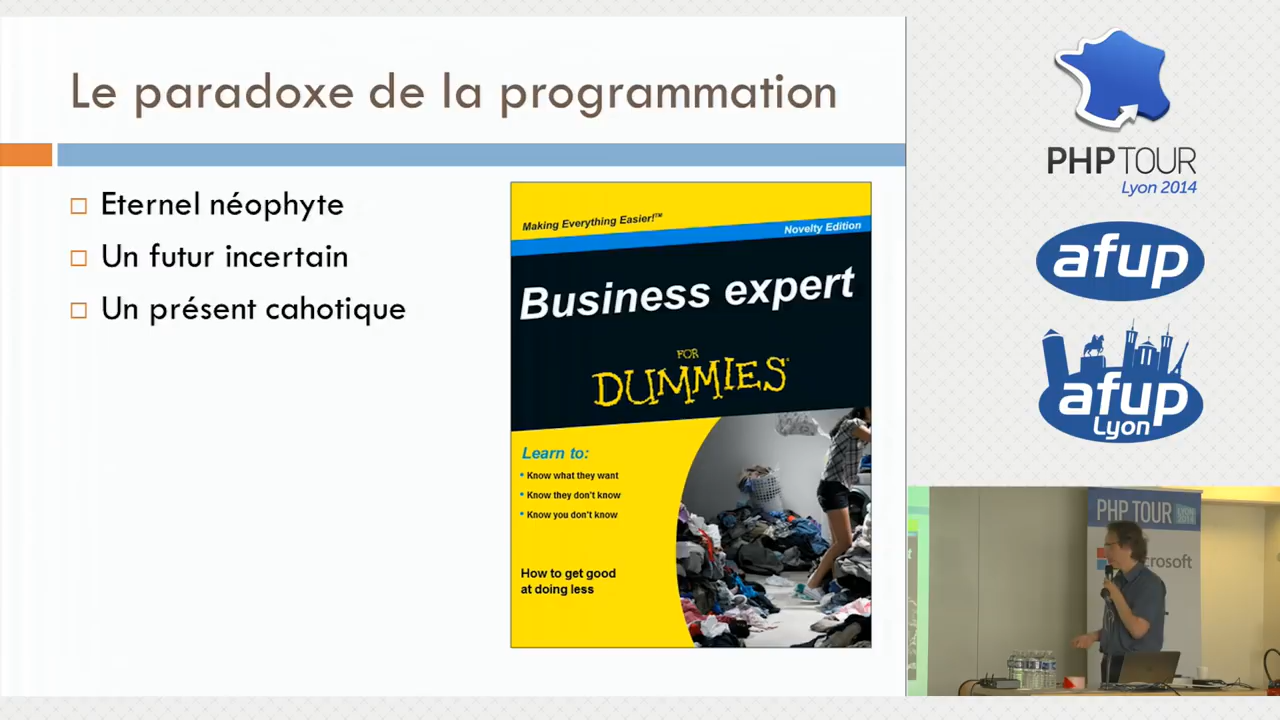 Le paradoxe de la programmation
Eternel néophyte
Un futur incertain
Un présent cahotique
Making Everything Easier!™
Novelty Edition
Business expert
FOR
DUMMIES®
Learn to:
• Know what they want
• Know they don't know
• Know you don't know
How to get good
at doing less
PHP TOUR
Lyon 2014
afup
afup
Lyon
PHP TOUR